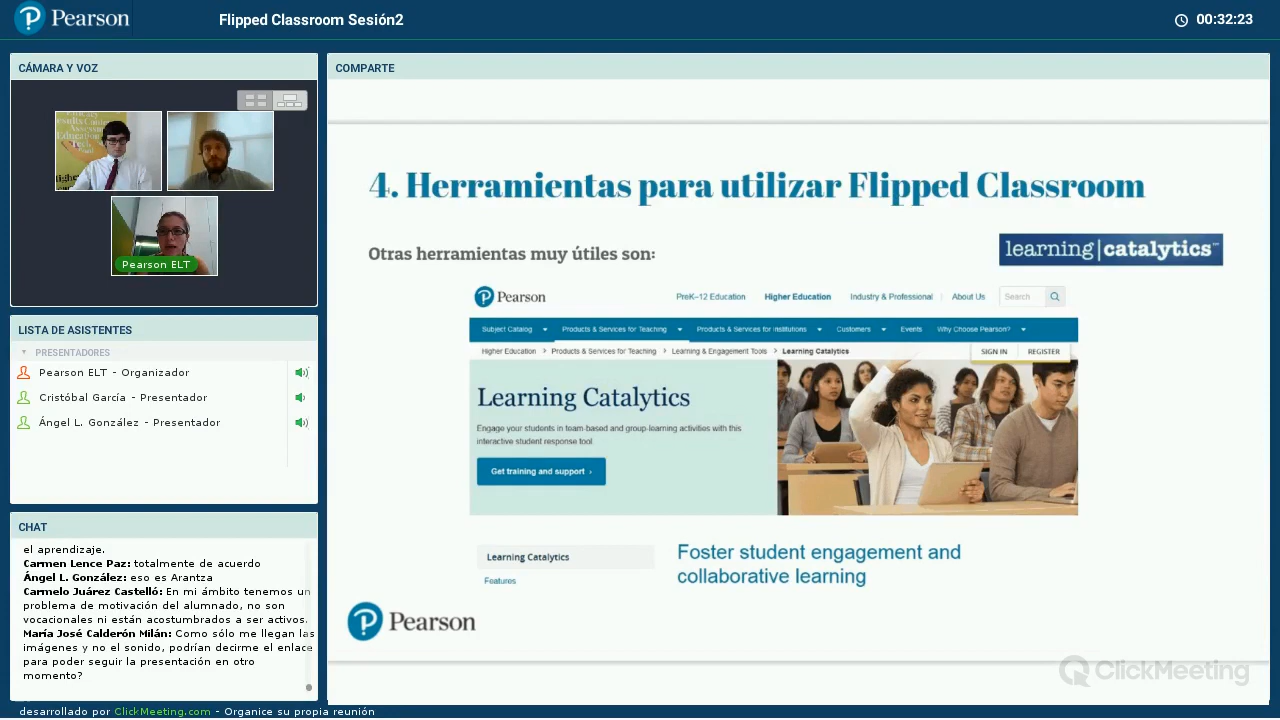 Pearson
Flipped Classroom Sesión2
00:32:23
CÁMARA Y VOZ
Pearson ELT
LISTA DE ASISTENTES
PRESENTADORES
Pearson ELT - Organizador
Cristóbal García - Presentador
Ángel L. González - Presentador
CHAT
el aprendizaje.
Carmen Lence Paz: totalmente de acuerdo
Ángel L. González: eso es Arantza
Carmelo Juárez Castelló: En mi ámbito tenemos un
problema de motivación del alumnado, no son
vocacionales ni están acostumbrados a ser activos.
María José Calderón Milán: Como sólo me llegan las
imágenes y no el sonido, podrían decirme el enlace
para poder seguir la presentación en otro
momento?
desarrollado por ClickMeeting.com - Organice su propia reunión
COMPARTE
4. Herramientas para utilizar Flipped Classroom
Otras herramientas muy útiles son:
learning|catalytics
Pearson
PreK–12 Education Higher Education Industry & Professional About Us Search
Subject Catalog Products & Services for Teaching Products & Services for Institutions Customers Events Why Choose Pearson?
Higher Education > Products & Services for Teaching > Learning & Engagement Tools > Learning Catalytics
SIGN IN REGISTER
Learning Catalytics
Engage your students in team-based and group-learning activities with this
interactive student response tool
Get training and support ›
Learning Catalytics
Features
Foster student engagement and
collaborative learning
Pearson
ClickMeeting